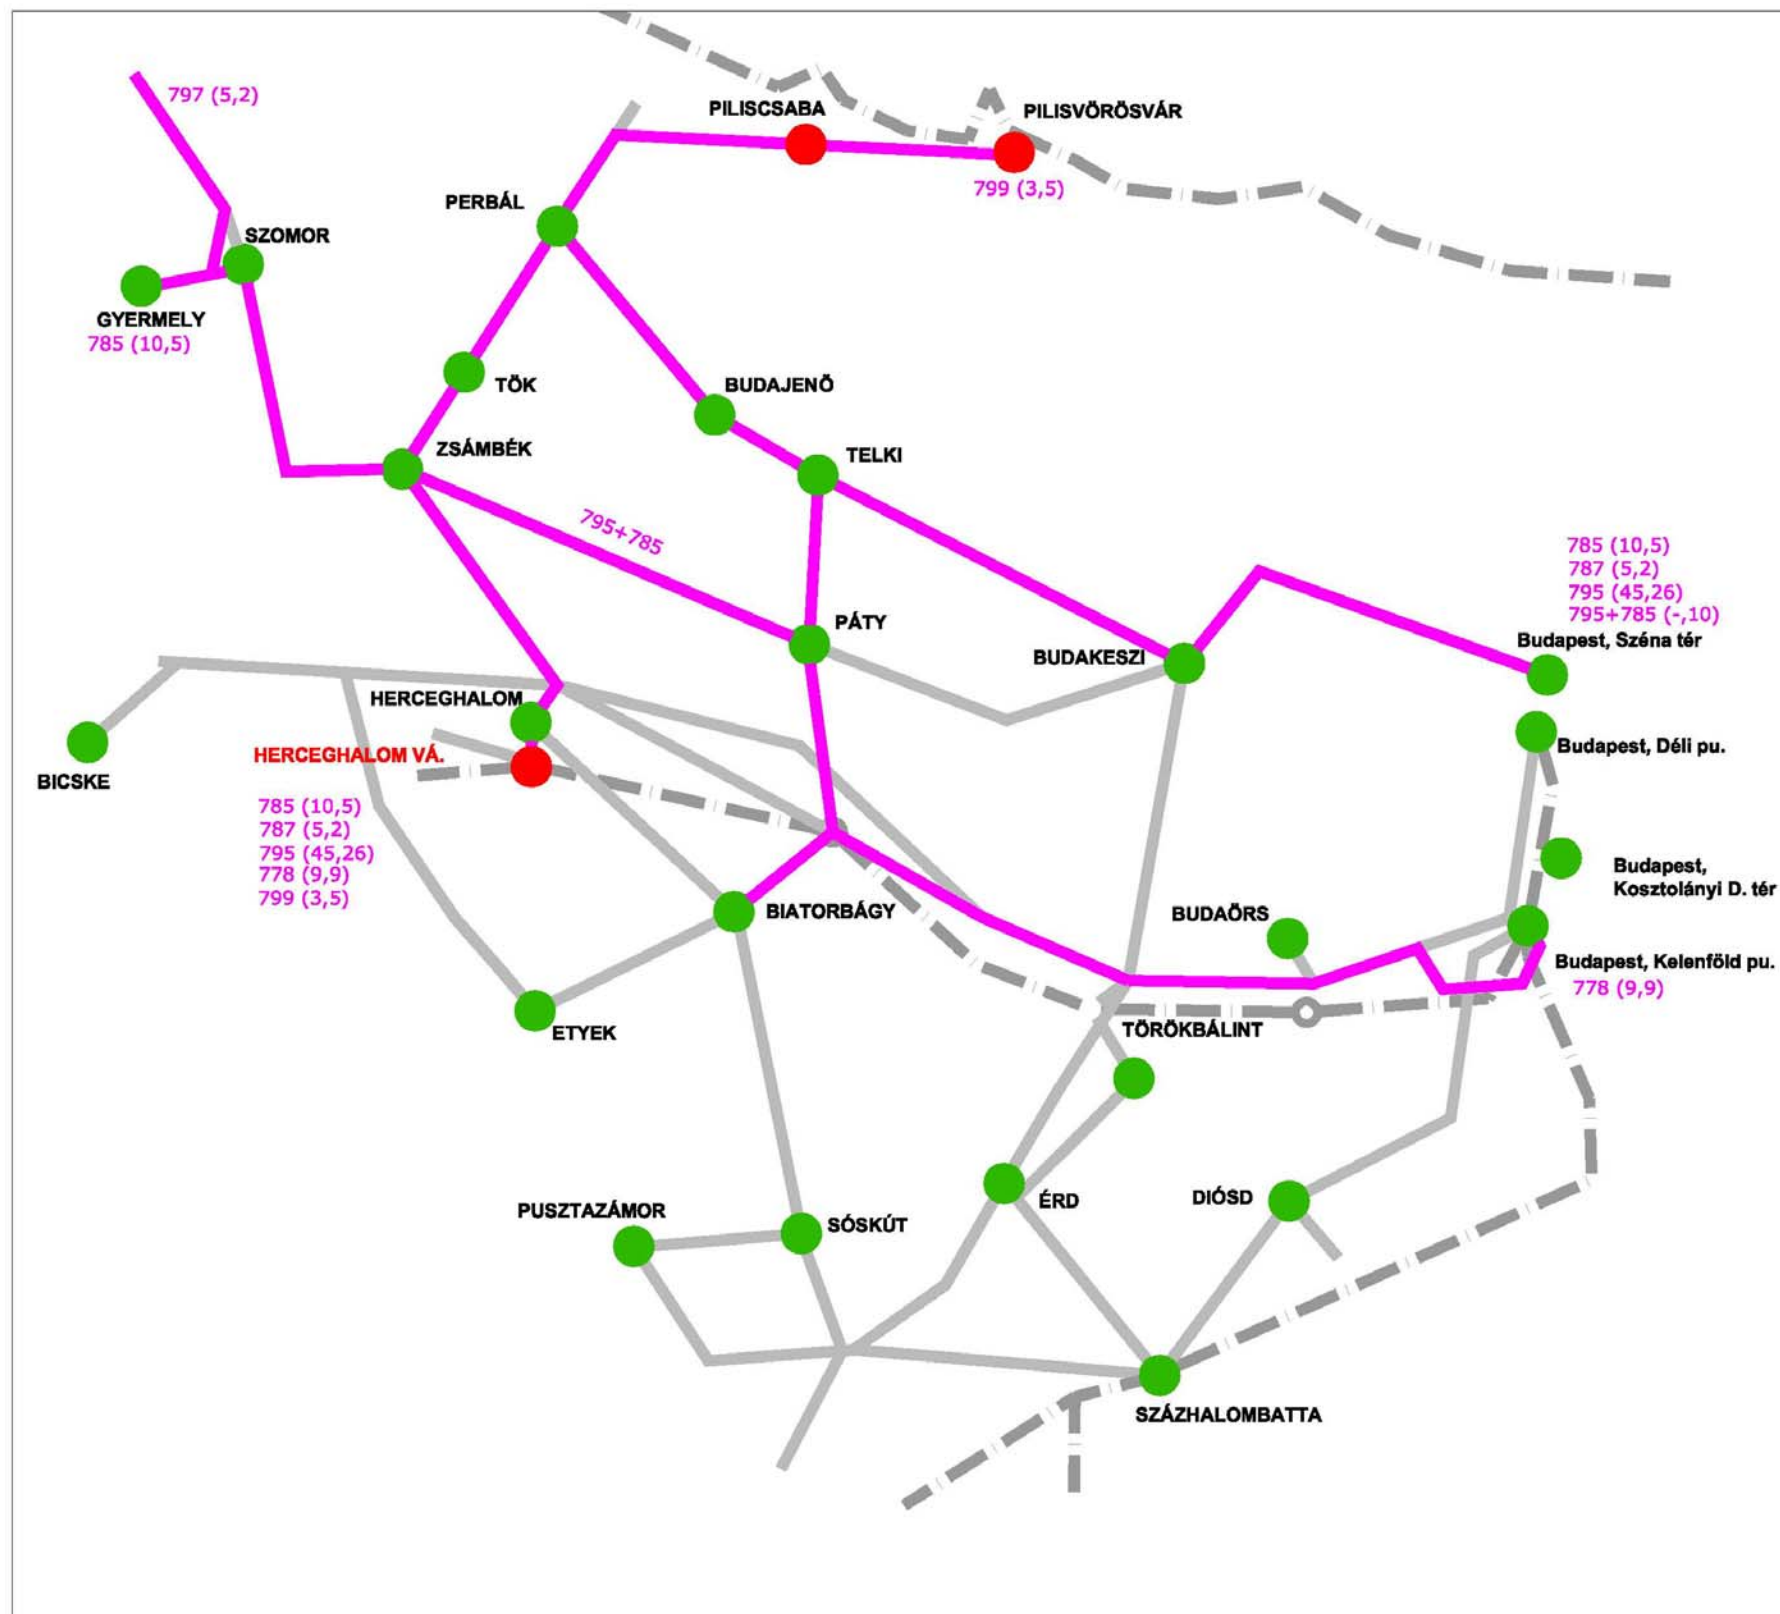 797 (5,2)
PILISCSABA
PILISVÖRÖSVÁR
799 (3,5)
PERBÁL
SZOMOR
GYERMELY
785 (10,5)
TÖK
BUDAJENŐ
ZSÁMBÉK
TELKI
795+785
785 (10,5)
787 (5,2)
795 (45,26)
795+785 (-,10)
Budapest, Széna tér
PÁTY
BUDAKESZI
HERCEGHALOM
HERCEGHALOM VÁ.
BICSKE
Budapest, Déli pu.
785 (10,5)
787 (5,2)
795 (45,26)
778 (9,9)
799 (3,5)
Budapest,
Kosztolányi D. tér
BIATORBÁGY
BUDAÖRS
Budapest, Kelenföld pu.
778 (9,9)
ETYEK
TÖRÖKBÁLINT
PUSZTAZÁMOR
SÓSKÚT
ÉRD
DIÓSD
SZÁZHALOMBATTA